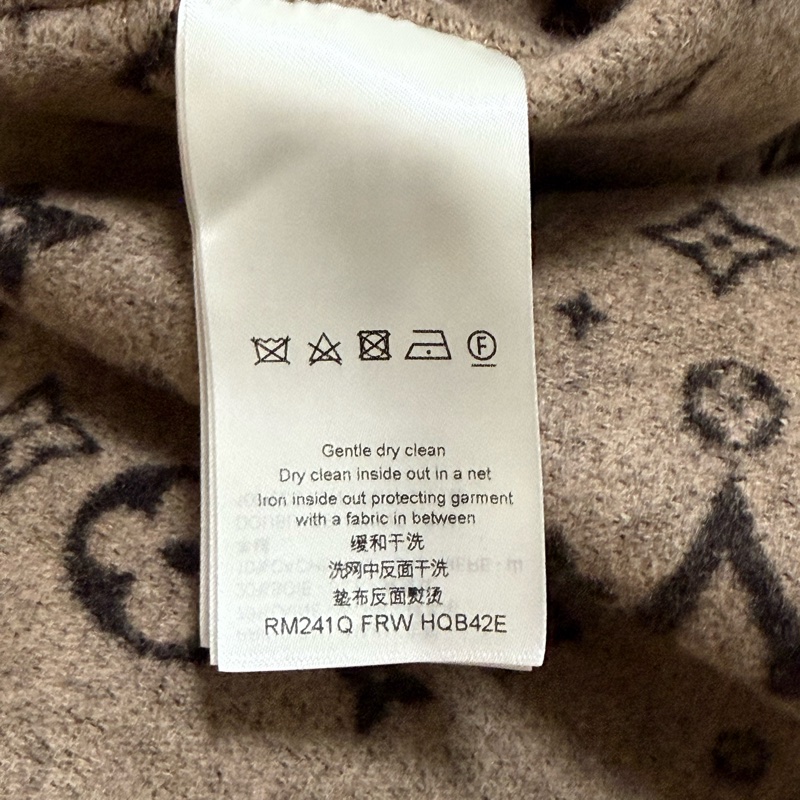 F
Gentle dry clean
Dry clean inside out in a net
Iron inside out protecting garment
with a fabric in between
缓和干洗
洗网中反面干洗
垫布反面熨烫
RM241Q FRW HQB42E